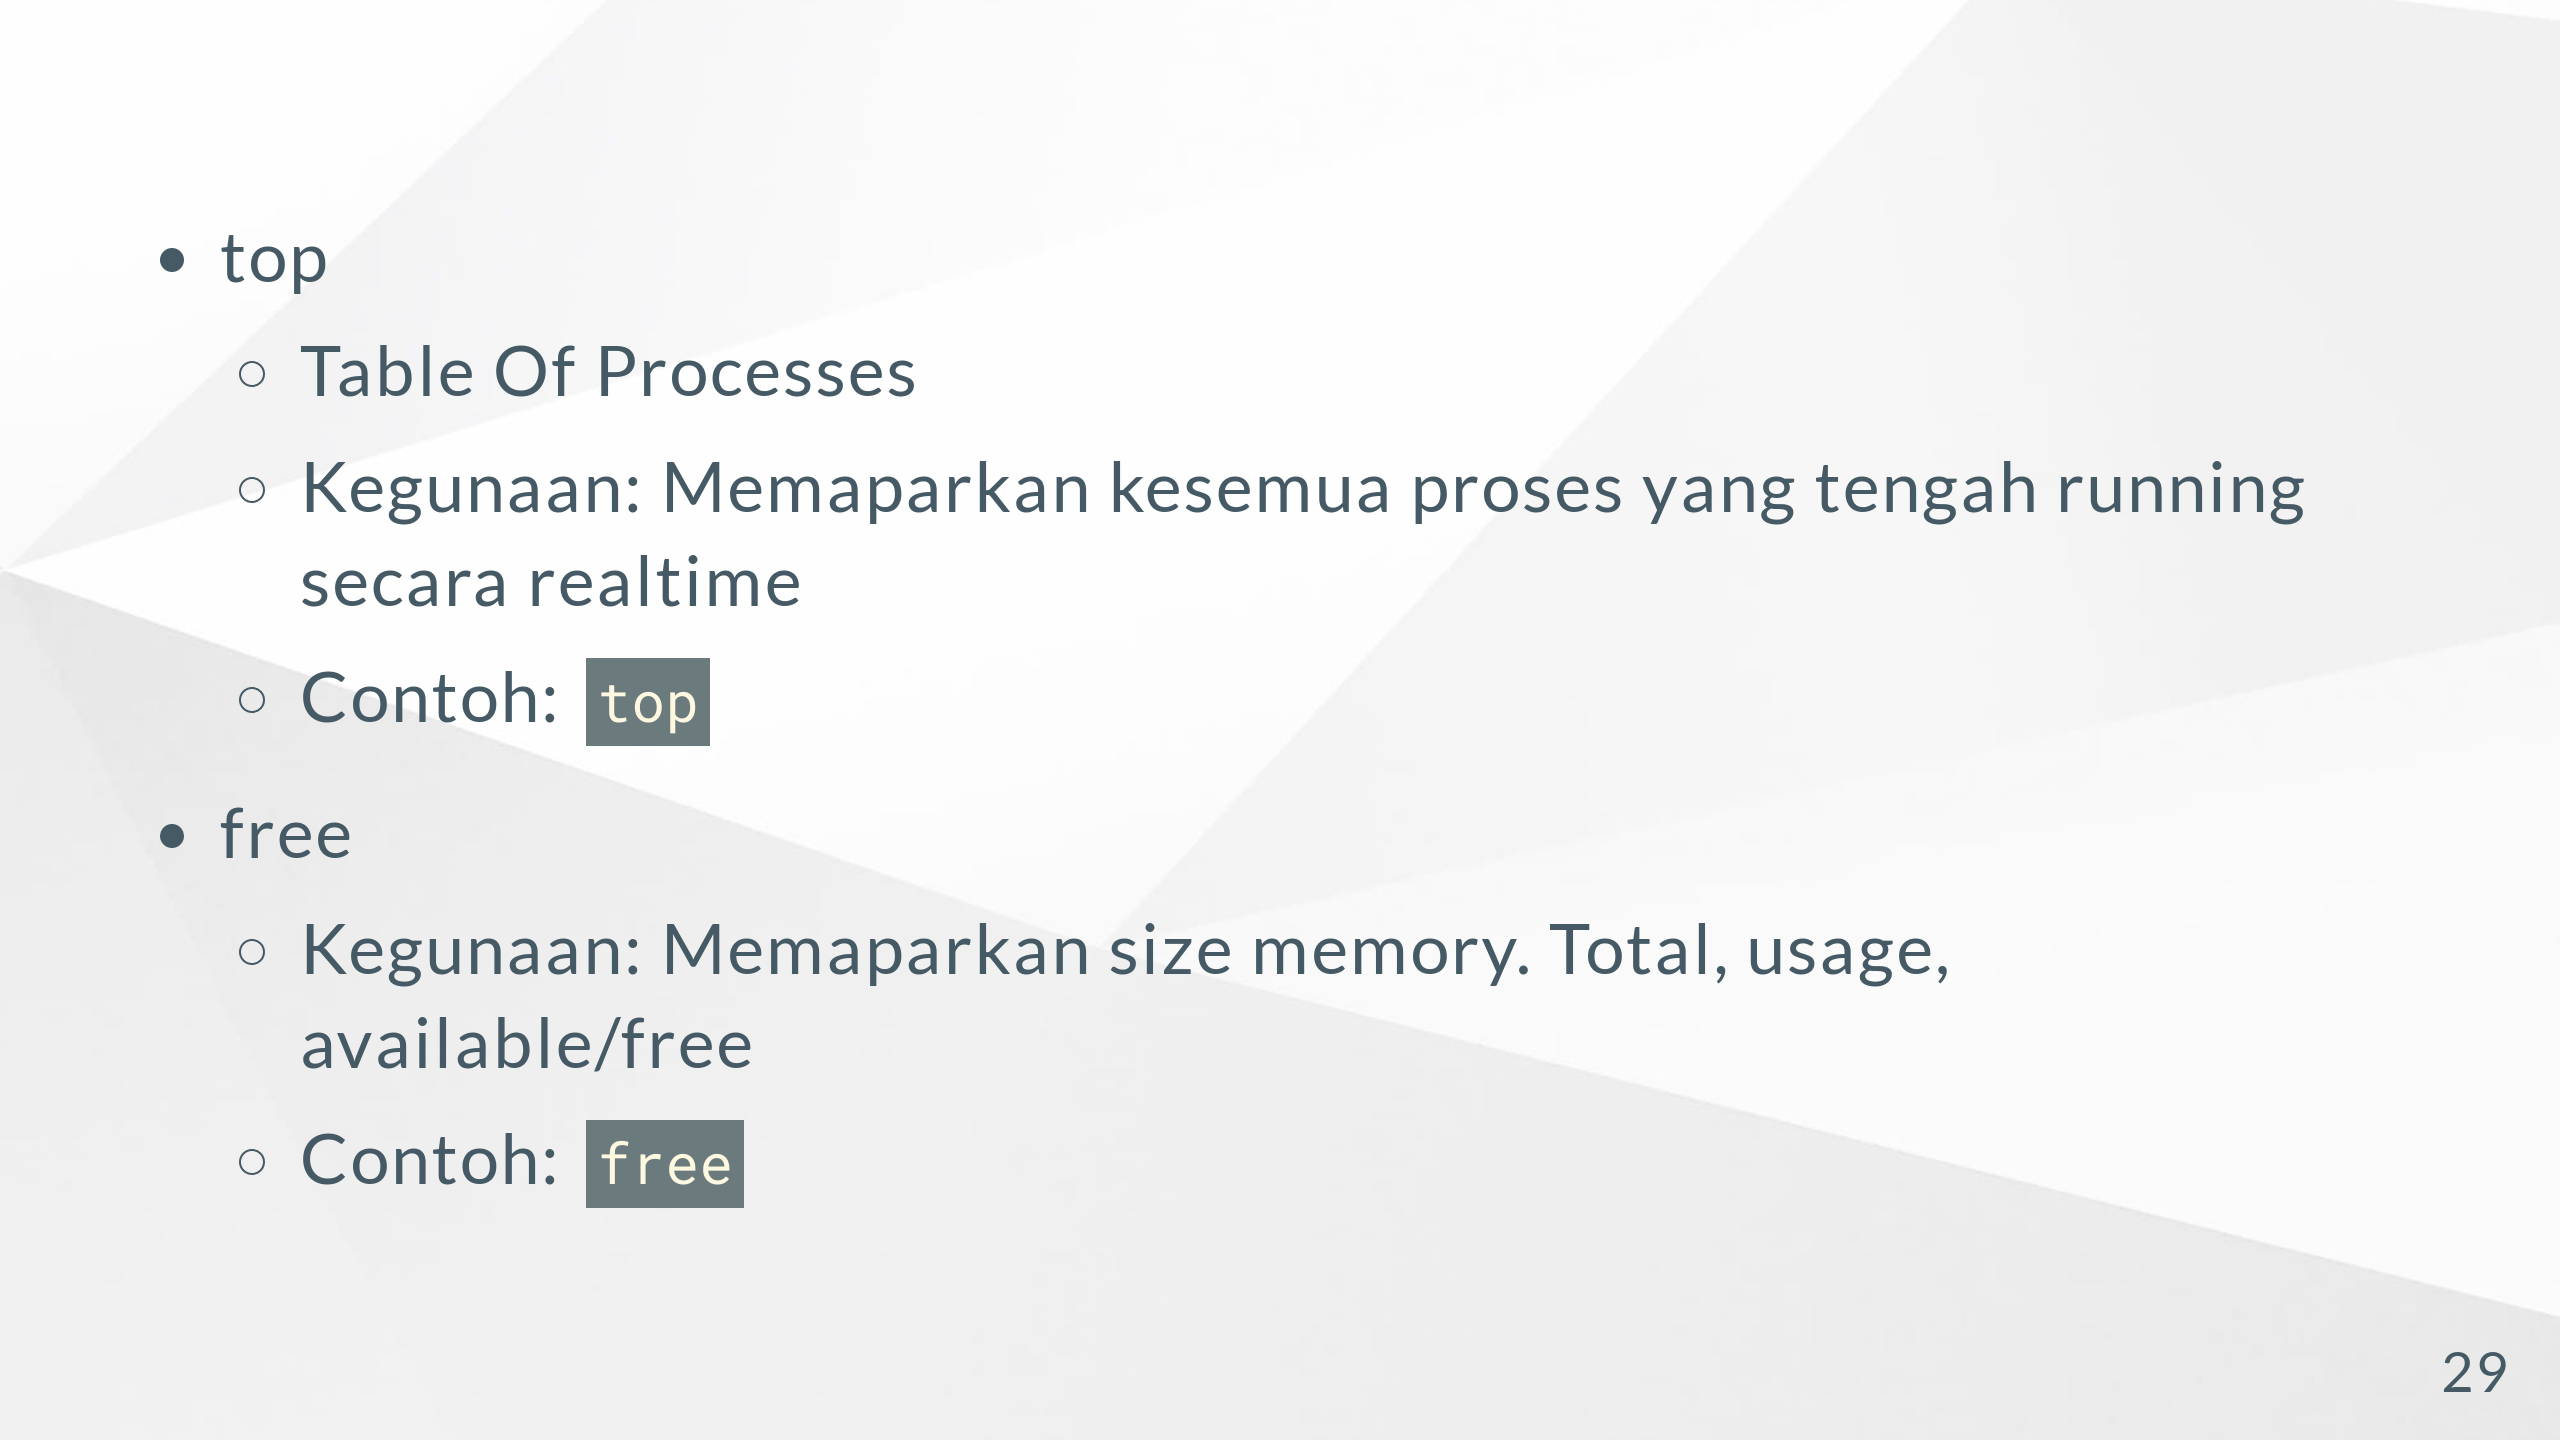 • top
○ Table Of Processes
○ Kegunaan: Memaparkan kesemua proses yang tengah running
secara realtime
○ Contoh: top
• free
○ Kegunaan: Memaparkan size memory. Total, usage,
available/free
○ Contoh: free
29